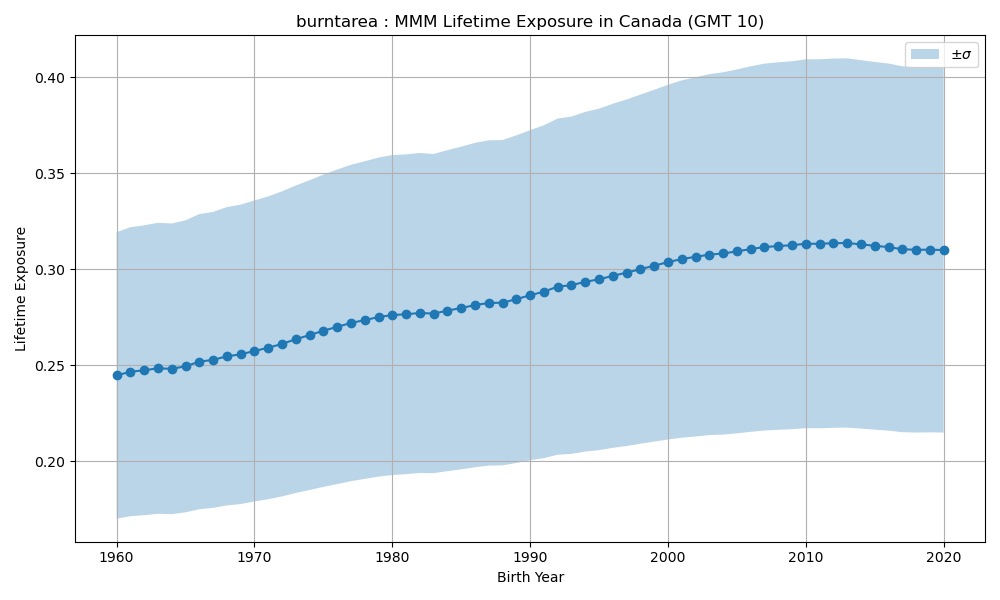 burntarea : MMM Lifetime Exposure in Canada (GMT 10)
±σ
Lifetime Exposure
0.40
0.35
0.30
0.25
0.20
1960 1970 1980 1990 2000 2010 2020
Birth Year